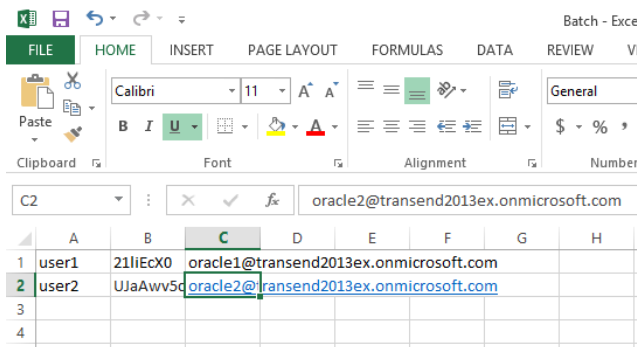 Batch - Exce
FILE HOME INSERT PAGE LAYOUT FORMULAS DATA REVIEW V
Calibri 11 A A General
Paste B I U A $ % ,
Clipboard Font Alignment Number
C2 fx oracle2@transend2013ex.onmicrosoft.com
A B C D E F G H
1 user1 21liEcX0 oracle1@transend2013ex.onmicrosoft.com
2 user2 UJaAwv5c oracle2@transend2013ex.onmicrosoft.com
3
4